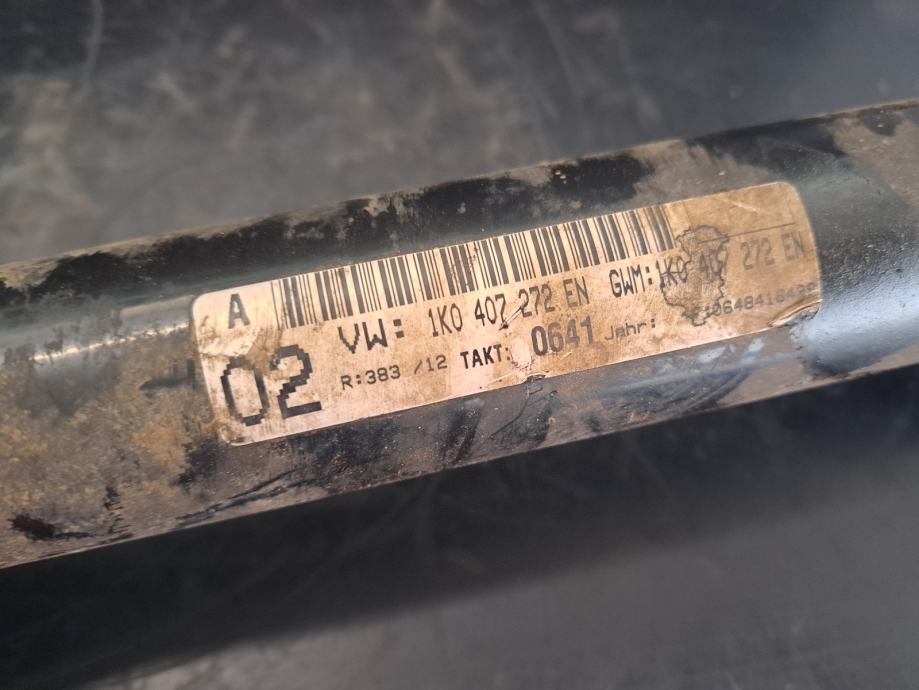 A VW: 1K0 407 272 EN GWM: 1K0 407 272 EN
02 R:383 /12 TAKT: 0641 Jahr: